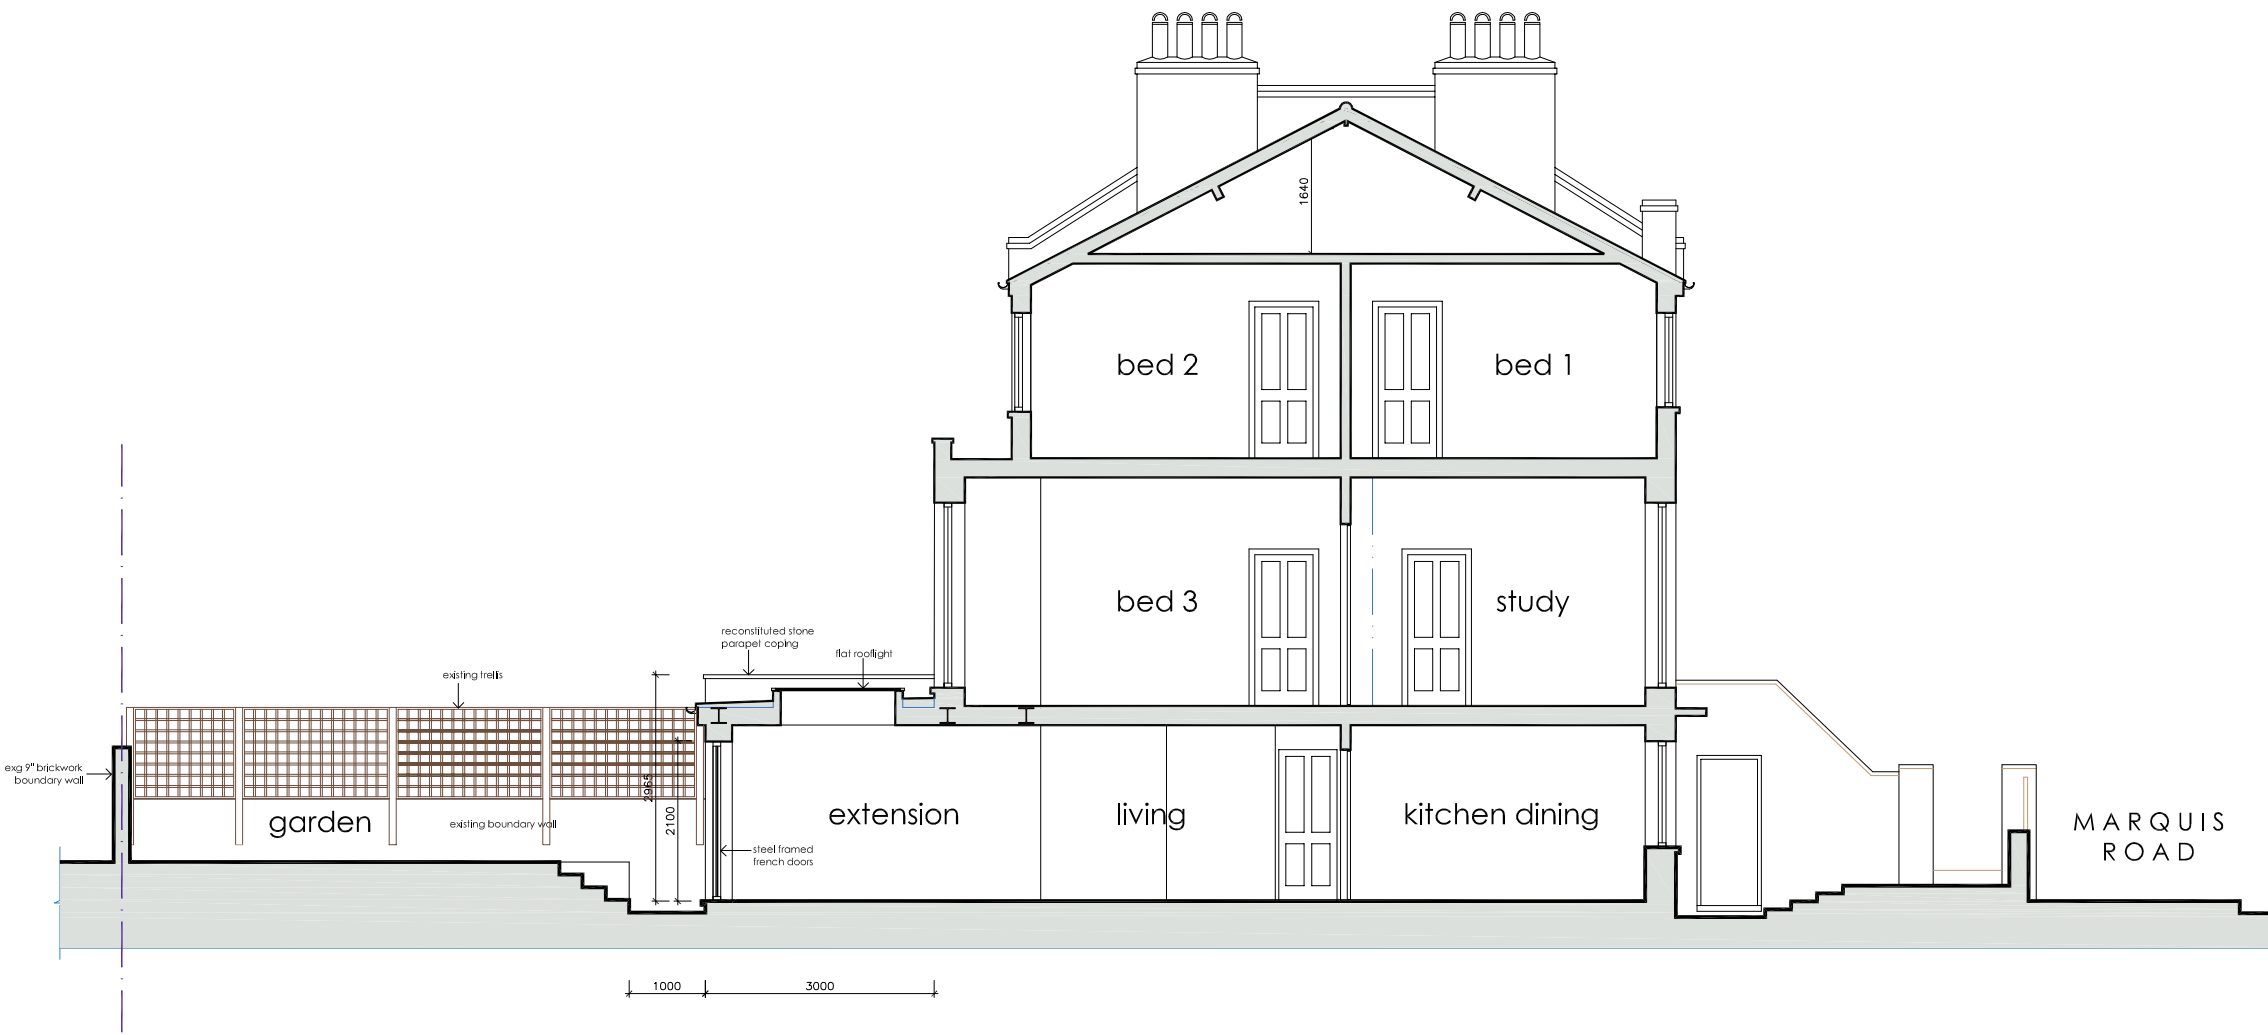 1640
bed 2
bed 1
bed 3
study
reconstituted stone
parapet coping
flat rooflight
existing trellis
exg 9" brickwork
boundary wall
garden
existing boundary wall
2965
2100
extension
living
kitchen dining
steel framed
french doors
MARQUIS
ROAD
1000
3000